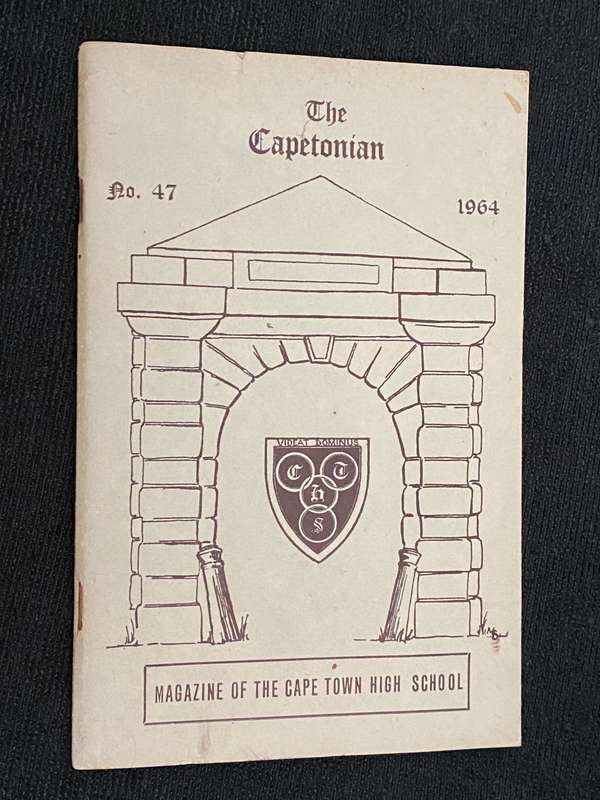 The
Capetonian
No. 47
1964
VIDEAT DOMINUS
C T
H
S
MAGAZINE OF THE CAPE TOWN HIGH SCHOOL